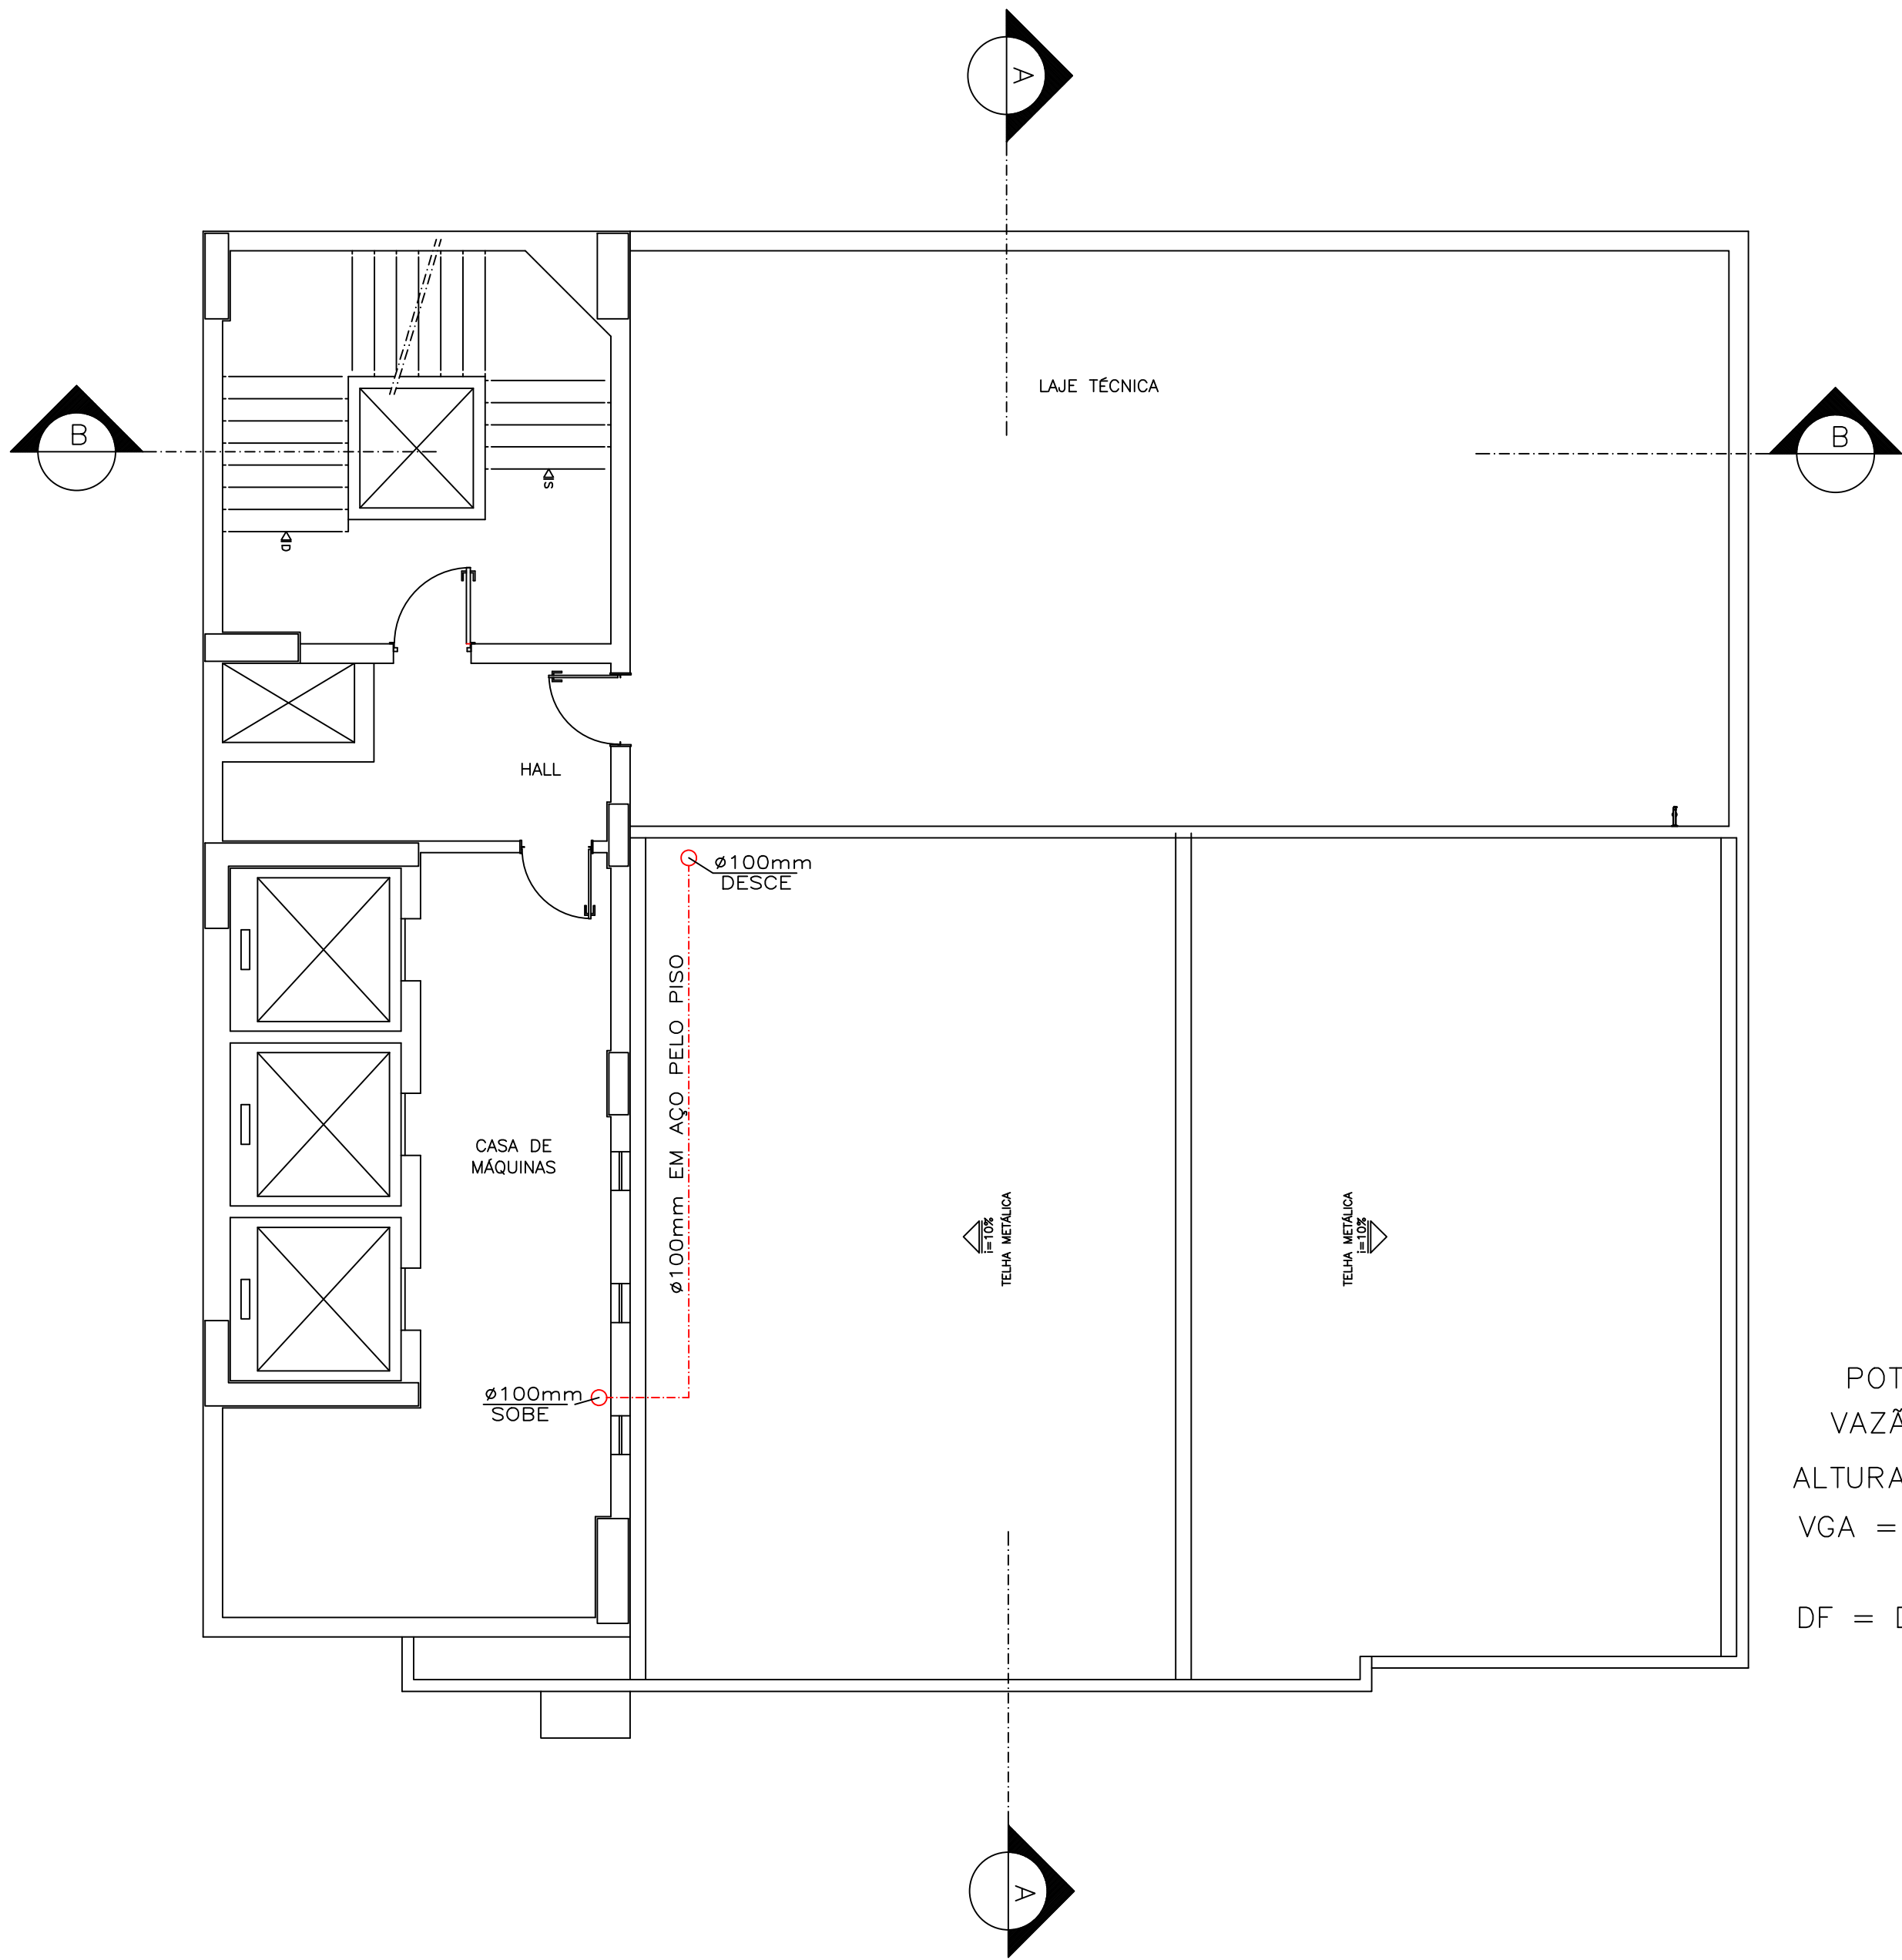 A
LAJE TÉCNICA
B
B
S
D
HALL
ø100mm
DESCE
ø100mm EM AÇO PELO PISO
CASA DE
MÁQUINAS
i=10%
TELHA METÁLICA
TELHA METÁLICA
i=10%
ø100mm
SOBE
POT
VAZÃ
ALTURA
VGA =
DF =
A